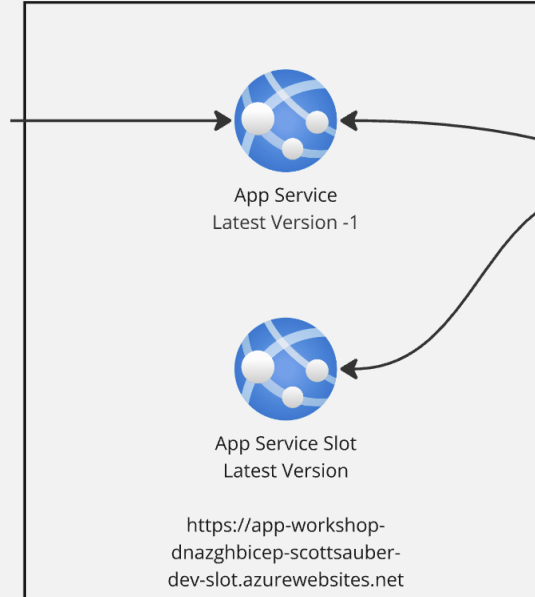 App Service
Latest Version -1
App Service Slot
Latest Version
https://app-workshop-
dnazghbicep-scottsauber-
dev-slot.azurewebsites.net